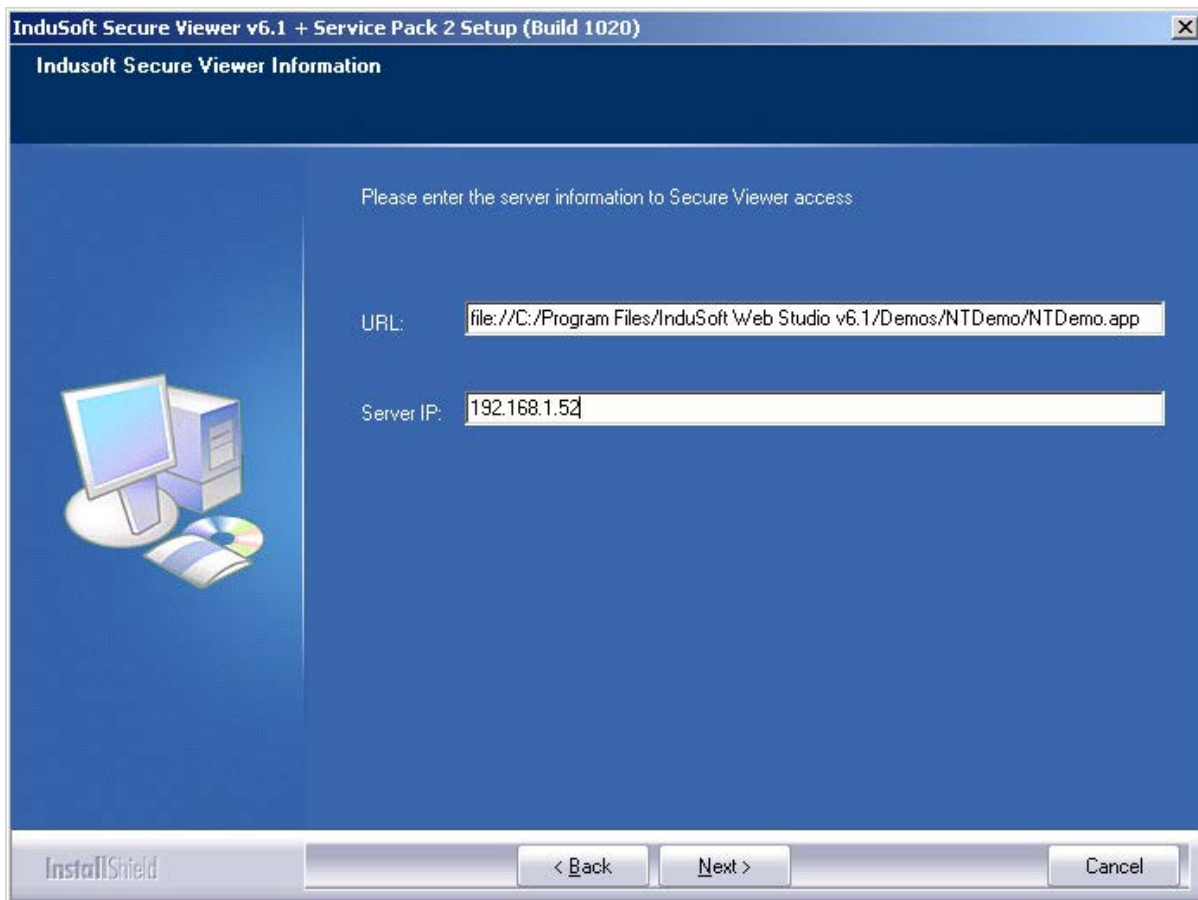 InduSoft Secure Viewer v6.1 + Service Pack 2 Setup (Build 1020)
Indusoft Secure Viewer Information
Please enter the server information to Secure Viewer access
URL: file://C:/Program Files/InduSoft Web Studio v6.1/Demos/NTDemo/NTDemo.app
Server IP: 192.168.1.52
InstallShield < Back Next > Cancel